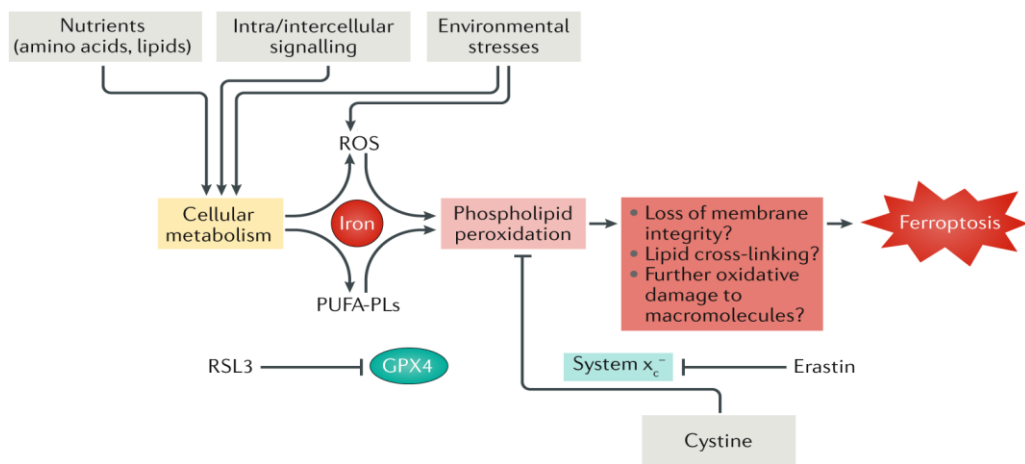 Nutrients
(amino acids, lipids)
Intra/intercellular
signalling
Environmental
stresses
ROS
Cellular
metabolism
Iron
Phospholipid
peroxidation
• Loss of membrane
integrity?
• Lipid cross-linking?
• Further oxidative
damage to
macromolecules?
Ferroptosis
PUFA-PLs
RSL3
GPX4
System x_c^−
Erastin
Cystine